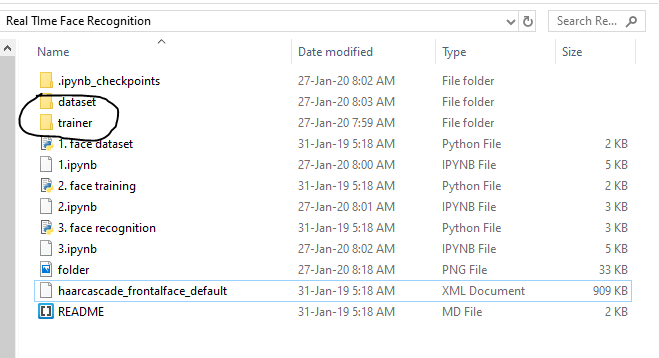 Real TIme Face Recognition Search Re...
Name Date modified Type Size
.ipynb_checkpoints 27-Jan-20 8:02 AM File folder
dataset 27-Jan-20 8:03 AM File folder
trainer 27-Jan-20 7:59 AM File folder
1. face dataset 31-Jan-19 5:18 AM Python File 2 KB
1.ipynb 27-Jan-20 8:00 AM IPYNB File 5 KB
2. face training 31-Jan-19 5:18 AM Python File 2 KB
2.ipynb 27-Jan-20 8:01 AM IPYNB File 3 KB
3. face recognition 31-Jan-19 5:18 AM Python File 3 KB
3.ipynb 27-Jan-20 8:02 AM IPYNB File 5 KB
folder 27-Jan-20 8:18 AM PNG File 33 KB
haarcascade_frontalface_default 31-Jan-19 5:18 AM XML Document 909 KB
README 31-Jan-19 5:18 AM MD File 2 KB